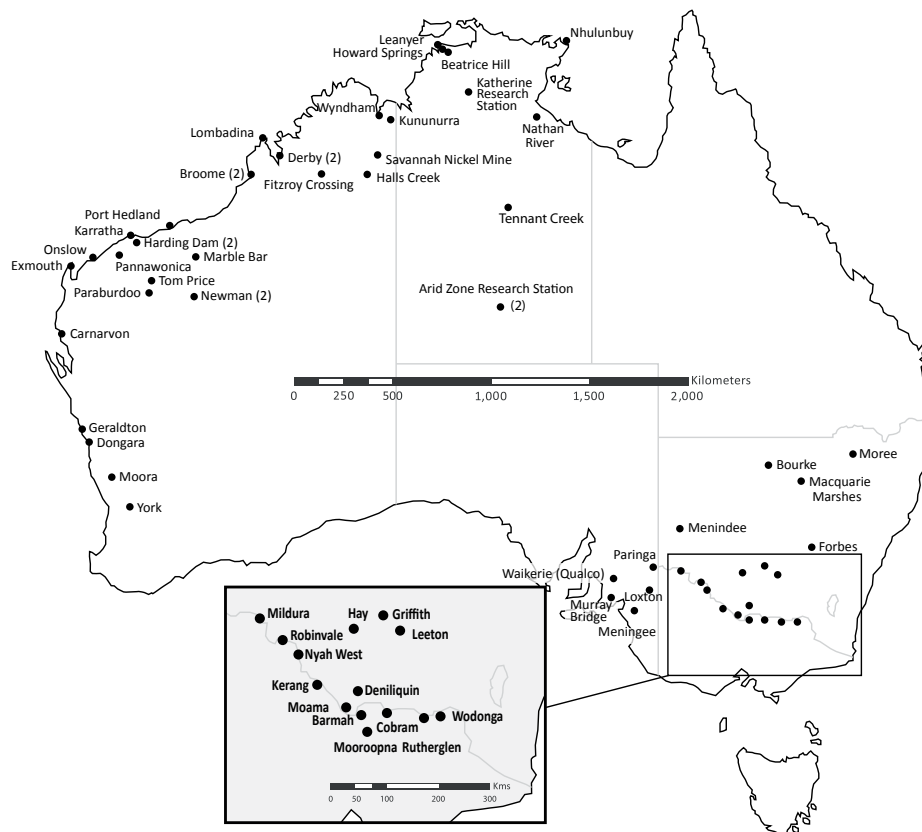 Nhulunbuy
Leanyer
Howard Springs
Beatrice Hill
Katherine
Research
Station
Wyndham
Kununurra
Nathan
River
Lombadina
Derby (2)
Savannah Nickel Mine
Broome (2)
Fitzroy Crossing
Halls Creek
Tennant Creek
Port Hedland
Karratha
Harding Dam (2)
Onslow
Marble Bar
Exmouth
Pannawonica
Tom Price
Paraburdoo
Newman (2)
Arid Zone Research Station
(2)
Carnarvon
Kilometers
0 250 500 1,000 1,500 2,000
Geraldton
Dongara
Moora
York
Moree
Bourke
Macquarie
Marshes
Menindee
Forbes
Paringa
Waikerie (Qualco)
Loxton
Murray
Bridge
Meningee
Mildura
Hay
Griffith
Robinvale
Leeton
Nyah West
Kerang
Deniliquin
Moama
Barmah
Cobram
Wodonga
Mooroopna Rutherglen
Kms
0 50 100 200 300